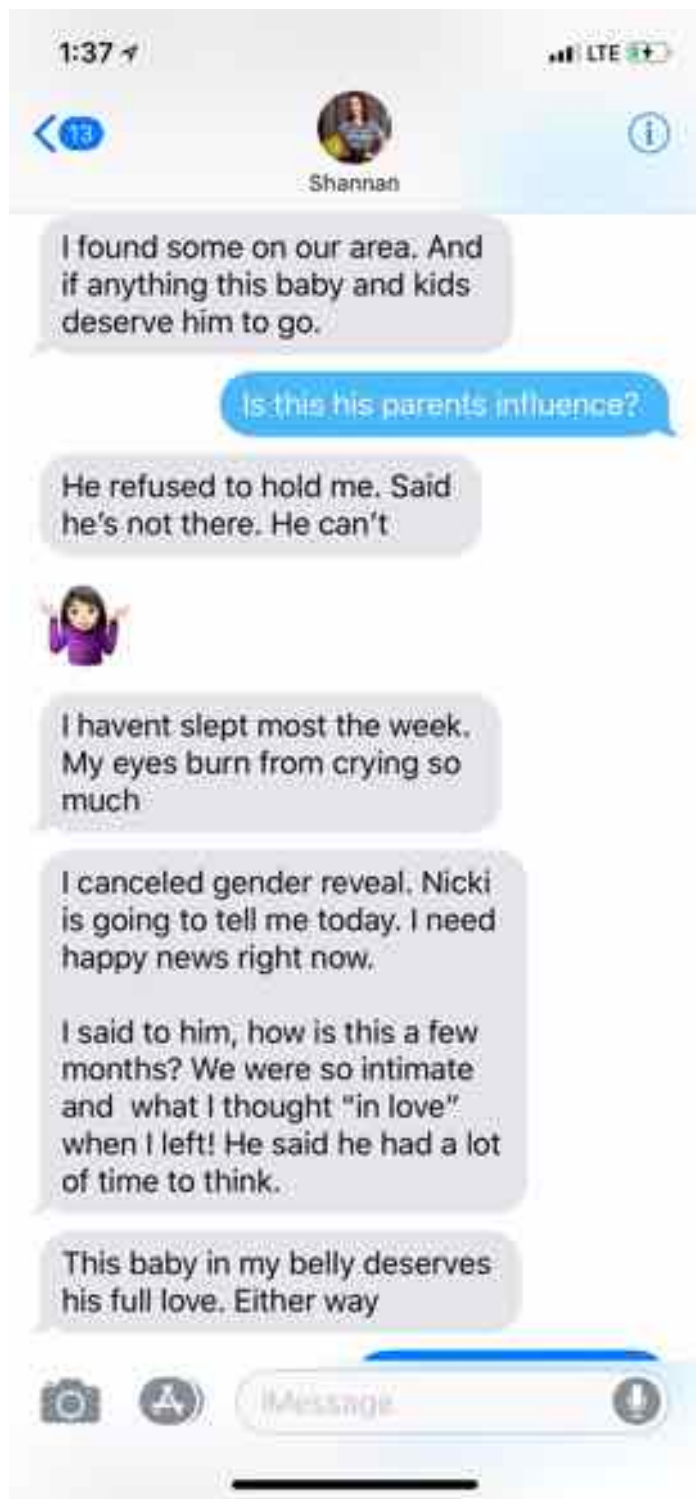 1:37
LTE
13
Shannan
I found some on our area. And
if anything this baby and kids
deserve him to go.
Is this his parents influence?
He refused to hold me. Said
he's not there. He can't
I havent slept most the week.
My eyes burn from crying so
much
I canceled gender reveal. Nicki
is going to tell me today. I need
happy news right now.
I said to him, how is this a few
months? We were so intimate
and what I thought "in love"
when I left! He said he had a lot
of time to think.
This baby in my belly deserves
his full love. Either way
iMessage